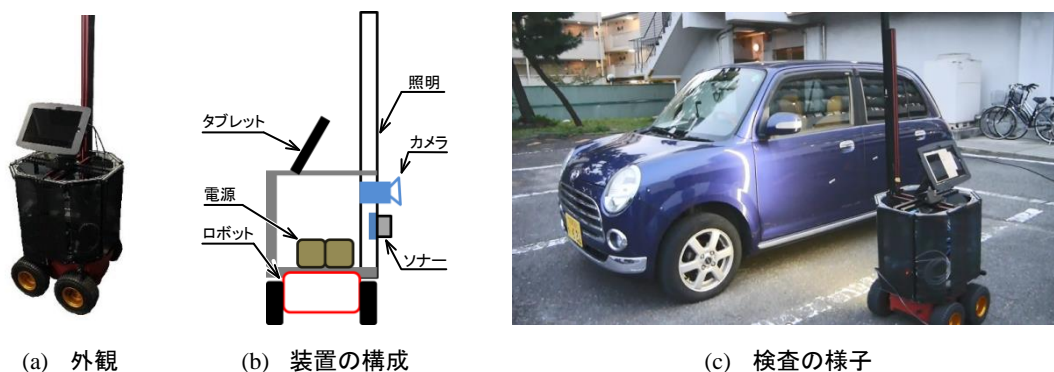 タブレット
照明
カメラ
電源
ロボット
ソナー
(a) 外観
(b) 装置の構成
(c) 検査の様子